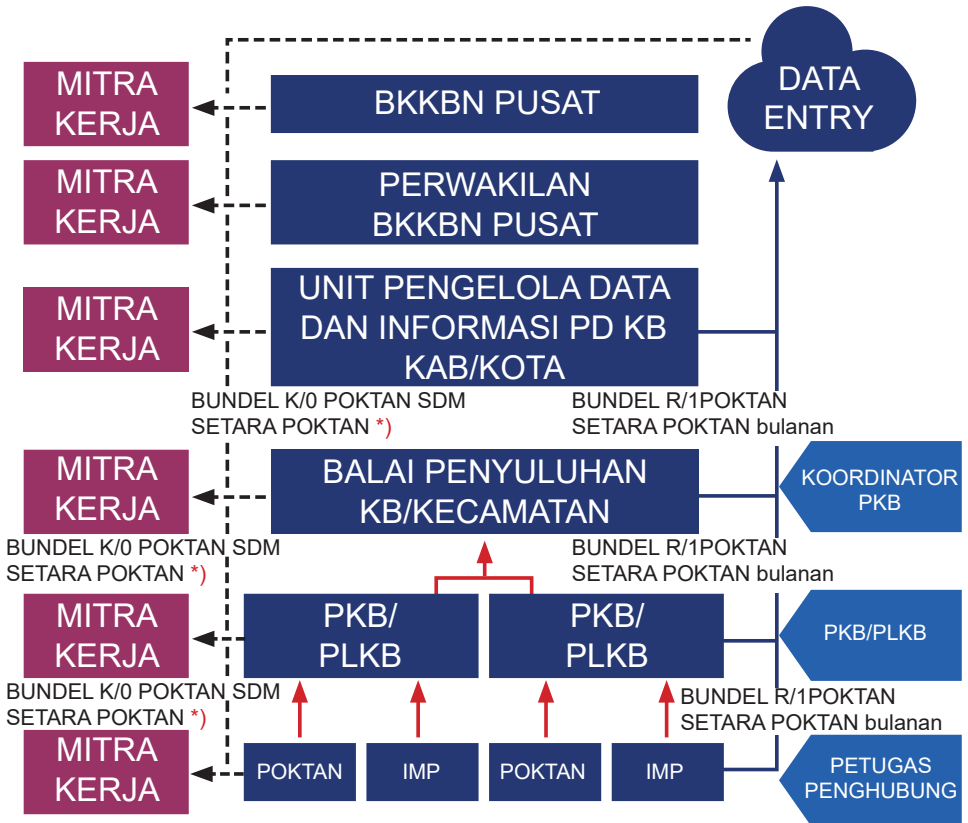 DATA
ENTRY
MITRA
KERJA
BKKBN PUSAT
MITRA
KERJA
PERWAKILAN
BKKBN PUSAT
MITRA
KERJA
UNIT PENGELOLA DATA
DAN INFORMASI PD KB
KAB/KOTA
BUNDEL K/0 POKTAN SDM
SETARA POKTAN *)
BUNDEL R/1POKTAN
SETARA POKTAN bulanan
MITRA
KERJA
BALAI PENYULUHAN
KB/KECAMATAN
KOORDINATOR
PKB
BUNDEL K/0 POKTAN SDM
SETARA POKTAN *)
BUNDEL R/1POKTAN
SETARA POKTAN bulanan
MITRA
KERJA
PKB/
PLKB
PKB/
PLKB
PKB/PLKB
BUNDEL K/0 POKTAN SDM
SETARA POKTAN *)
BUNDEL R/1POKTAN
SETARA POKTAN bulanan
MITRA
KERJA
POKTAN
IMP
POKTAN
IMP
PETUGAS
PENGHUBUNG